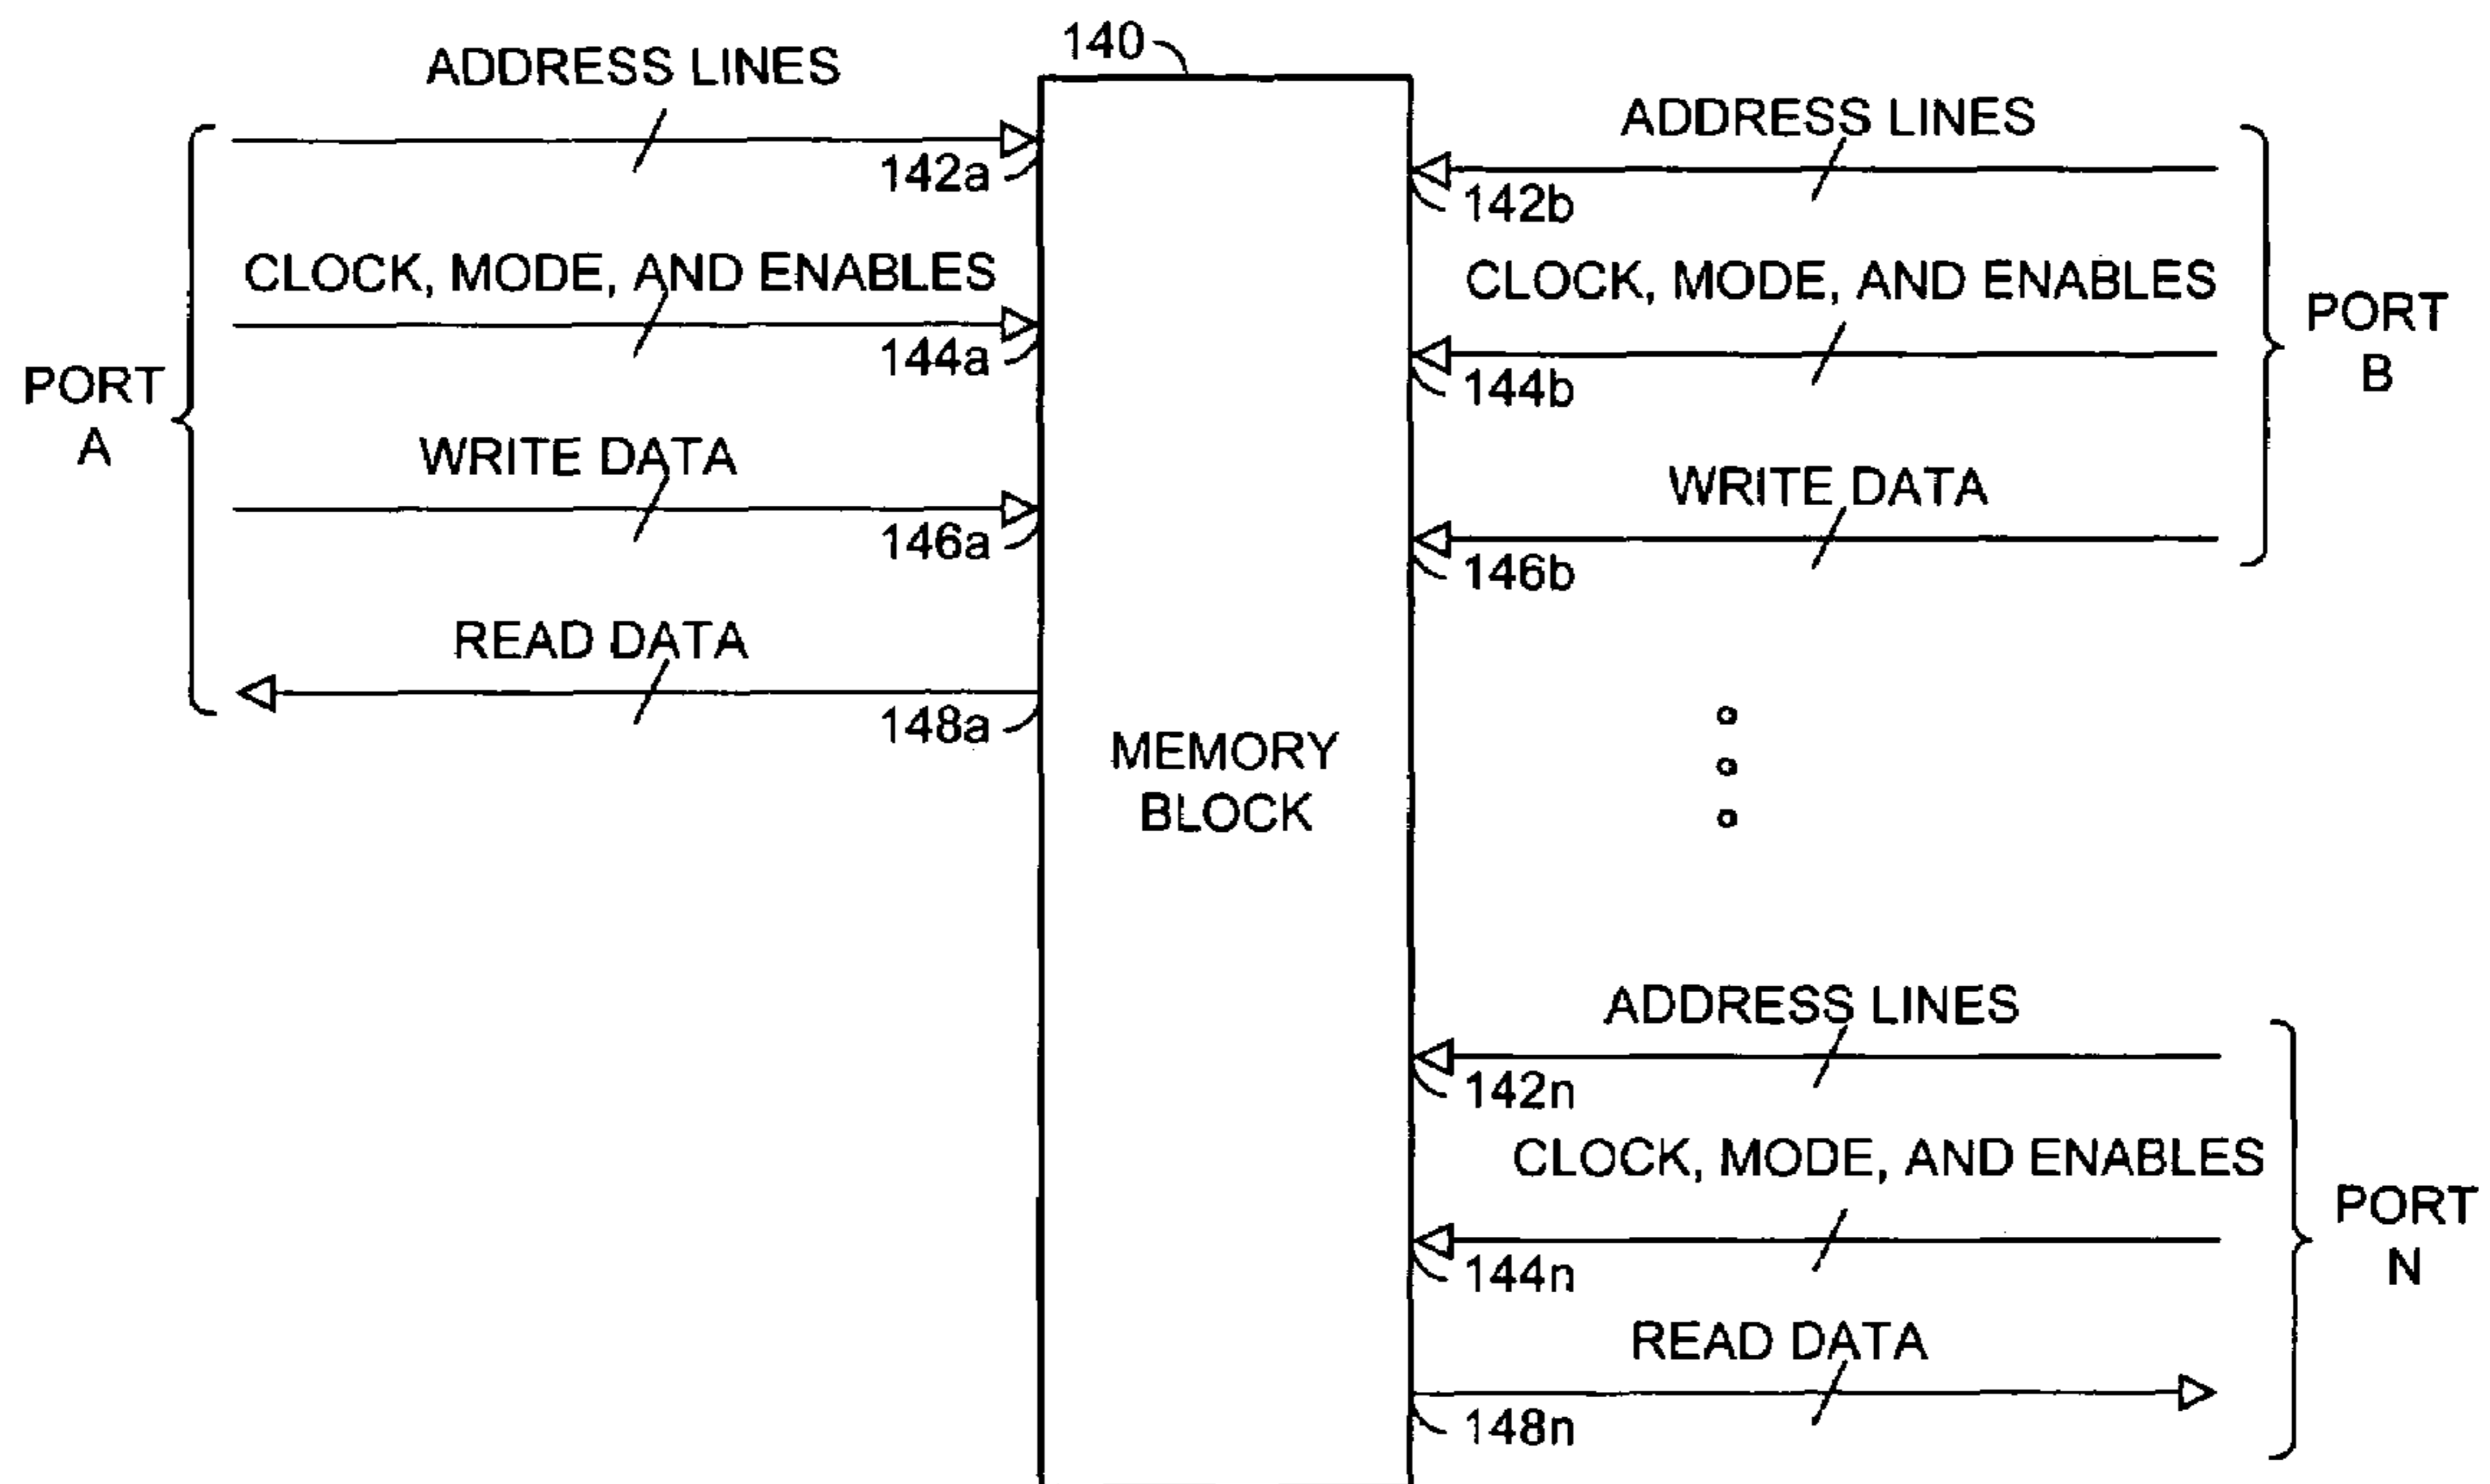 140
ADDRESS LINES
142a
CLOCK, MODE, AND ENABLES
144a
PORT
A
WRITE DATA
146a
READ DATA
148a
MEMORY
BLOCK
ADDRESS LINES
142b
CLOCK, MODE, AND ENABLES
144b
PORT
B
WRITE DATA
146b
ADDRESS LINES
142n
CLOCK, MODE, AND ENABLES
144n
PORT
N
READ DATA
148n